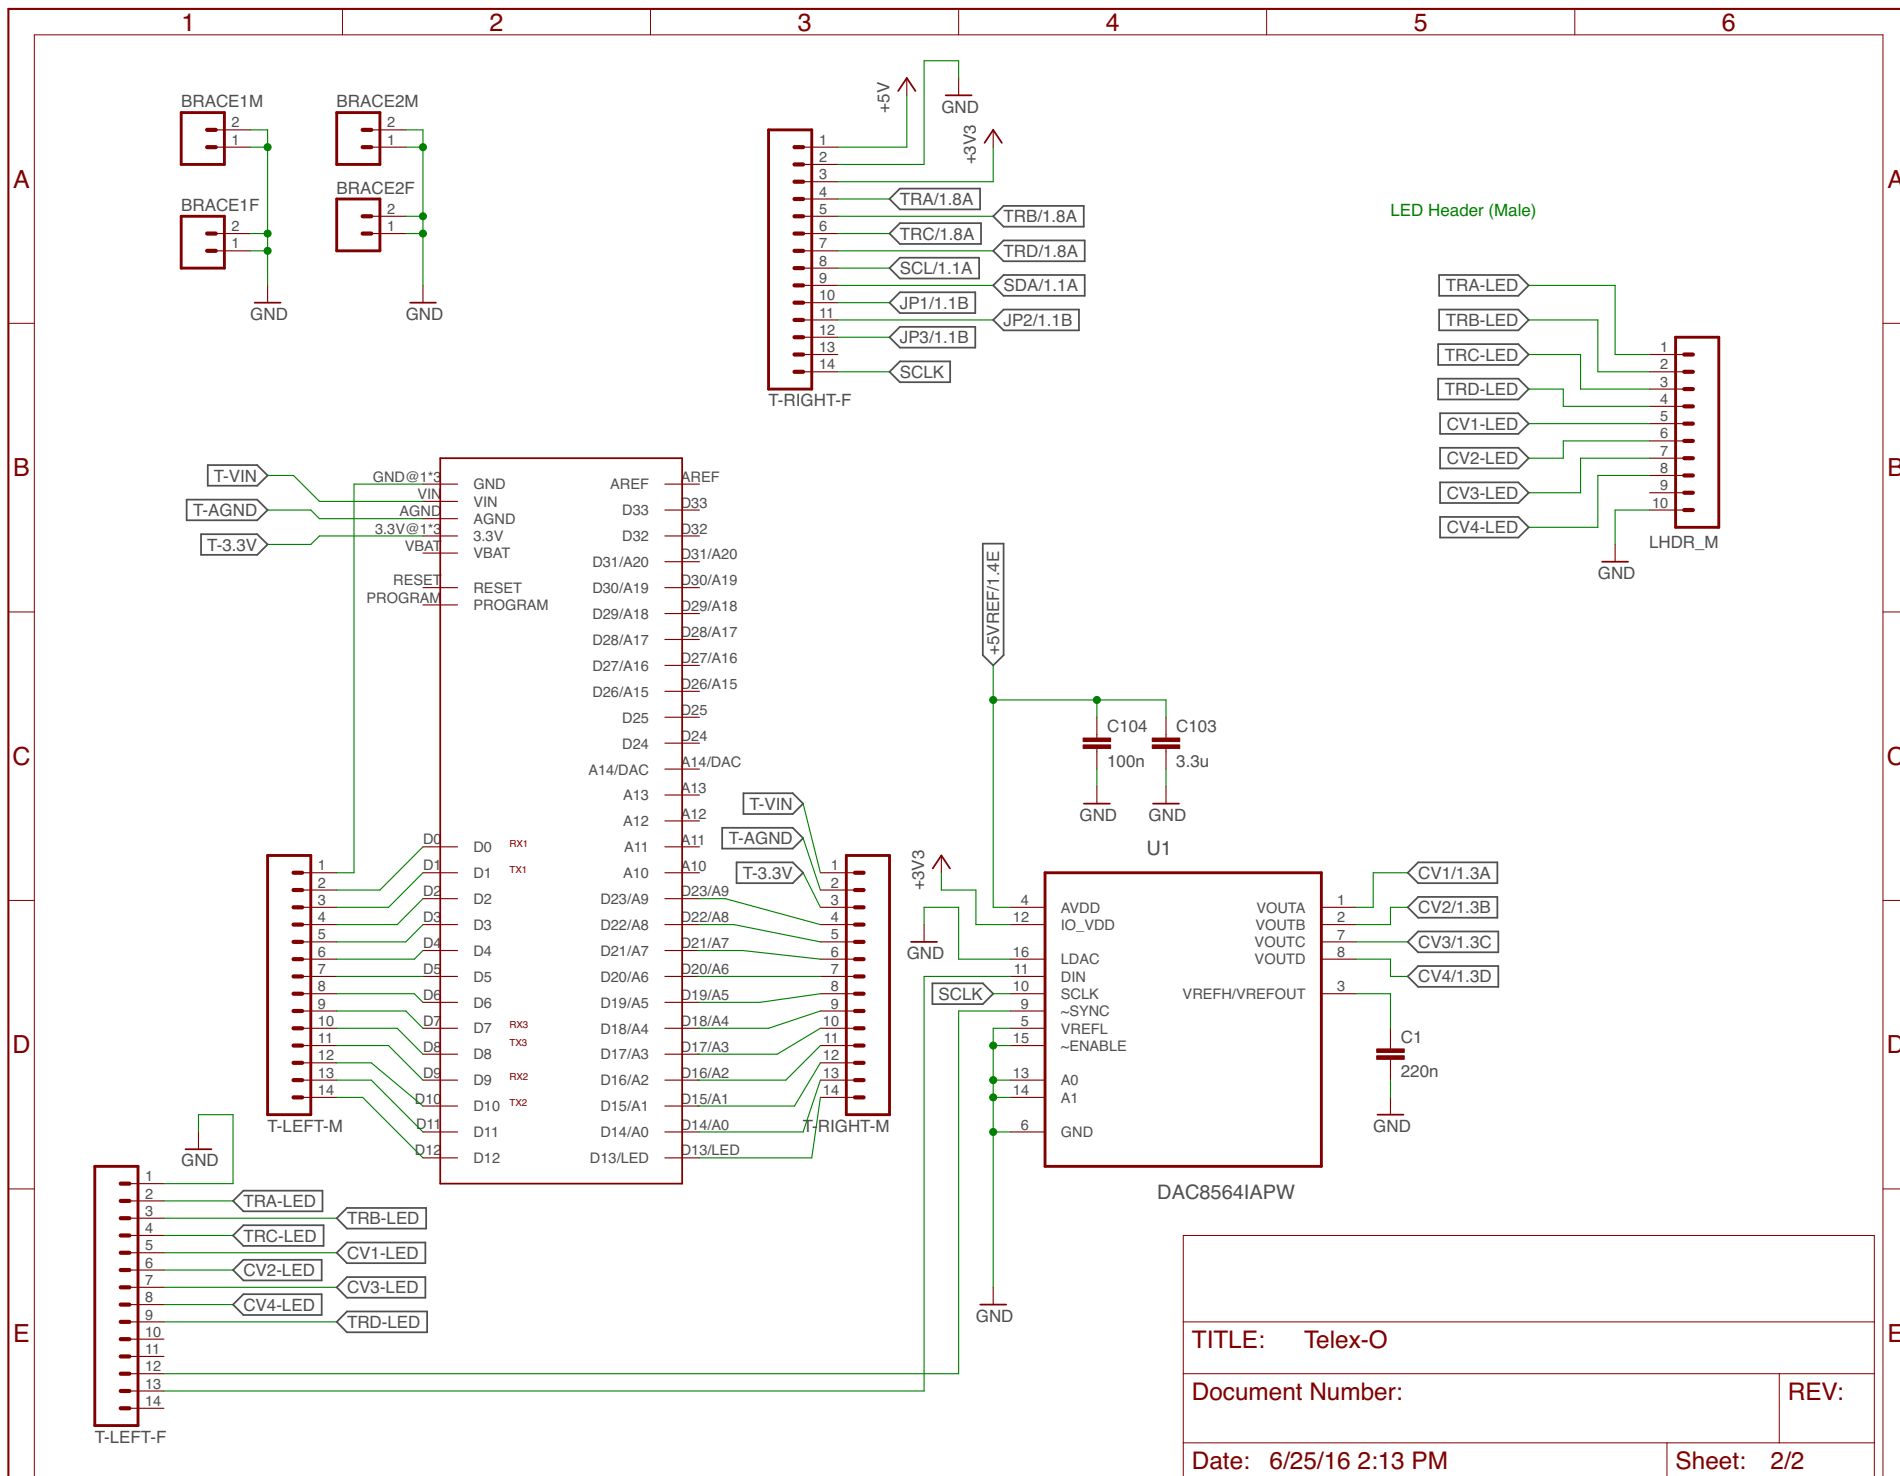 1 2 3 4 5 6
A A
B B
C C
D D
E E
BRACE1M
2
1
BRACE2M
2
1
BRACE1F
2
1
BRACE2F
2
1
GND
GND
+5V
GND
+3V3
1
2
3
4 TRA/1.8A
5 TRB/1.8A
6 TRC/1.8A
7 TRD/1.8A
8 SCL/1.1A
9 SDA/1.1A
10 JP1/1.1B
11 JP2/1.1B
12 JP3/1.1B
13
14 SCLK
T-RIGHT-F
LED Header (Male)
TRA-LED
TRB-LED
TRC-LED
TRD-LED
CV1-LED
CV2-LED
CV3-LED
CV4-LED
1
2
3
4
5
6
7
8
9
10
LHDR_M
GND
T-VIN
T-AGND
T-3.3V
GND@1*3 GND
VIN VIN
AGND AGND
3.3V@1*3 3.3V
VBAT VBAT
RESET RESET
PROGRAM PROGRAM
AREF AREF
D33 D33
D32 D32
D31/A20 D31/A20
D30/A19 D30/A19
D29/A18 D29/A18
D28/A17 D28/A17
D27/A16 D27/A16
D26/A15 D26/A15
D25 D25
D24 D24
A14/DAC A14/DAC
A13 A13
A12 A12
A11 A11
A10 A10
D23/A9 D23/A9
D22/A8 D22/A8
D21/A7 D21/A7
D20/A6 D20/A6
D19/A5 D19/A5
D18/A4 D18/A4
D17/A3 D17/A3
D16/A2 D16/A2
D15/A1 D15/A1
D14/A0 D14/A0
D13/LED D13/LED
D0 D0 RX1
D1 D1 TX1
D2 D2
D3 D3
D4 D4
D5 D5
D6 D6
D7 D7 RX3
D8 D8 TX3
D9 D9 RX2
D10 D10 TX2
D11 D11
D12 D12
1
2
3
4
5
6
7
8
9
10
11
12
13
14
T-LEFT-M
T-VIN
T-AGND
T-3.3V
1
2
3
4
5
6
7
8
9
10
11
12
13
14
T-RIGHT-M
+5VREF/1.4E
C104
100n
GND
C103
3.3u
GND
U1
+3V3
GND
SCLK
4 AVDD
12 IO_VDD
16 LDAC
11 DIN
10 SCLK
9 ~SYNC
5 VREFL
15 ~ENABLE
13 A0
14 A1
6 GND
VOUTA 1 CV1/1.3A
VOUTB 2 CV2/1.3B
VOUTC 7 CV3/1.3C
VOUTD 8 CV4/1.3D
VREFH/VREFOUT 3
C1
220n
GND
DAC8564IAPW
GND
GND
1
2 TRA-LED
3 TRB-LED
4 TRC-LED
5 CV1-LED
6 CV2-LED
7 CV3-LED
8 CV4-LED
9 TRD-LED
10
11
12
13
14
T-LEFT-F
TITLE: Telex-O
Document Number:
REV:
Date: 6/25/16 2:13 PM
Sheet: 2/2